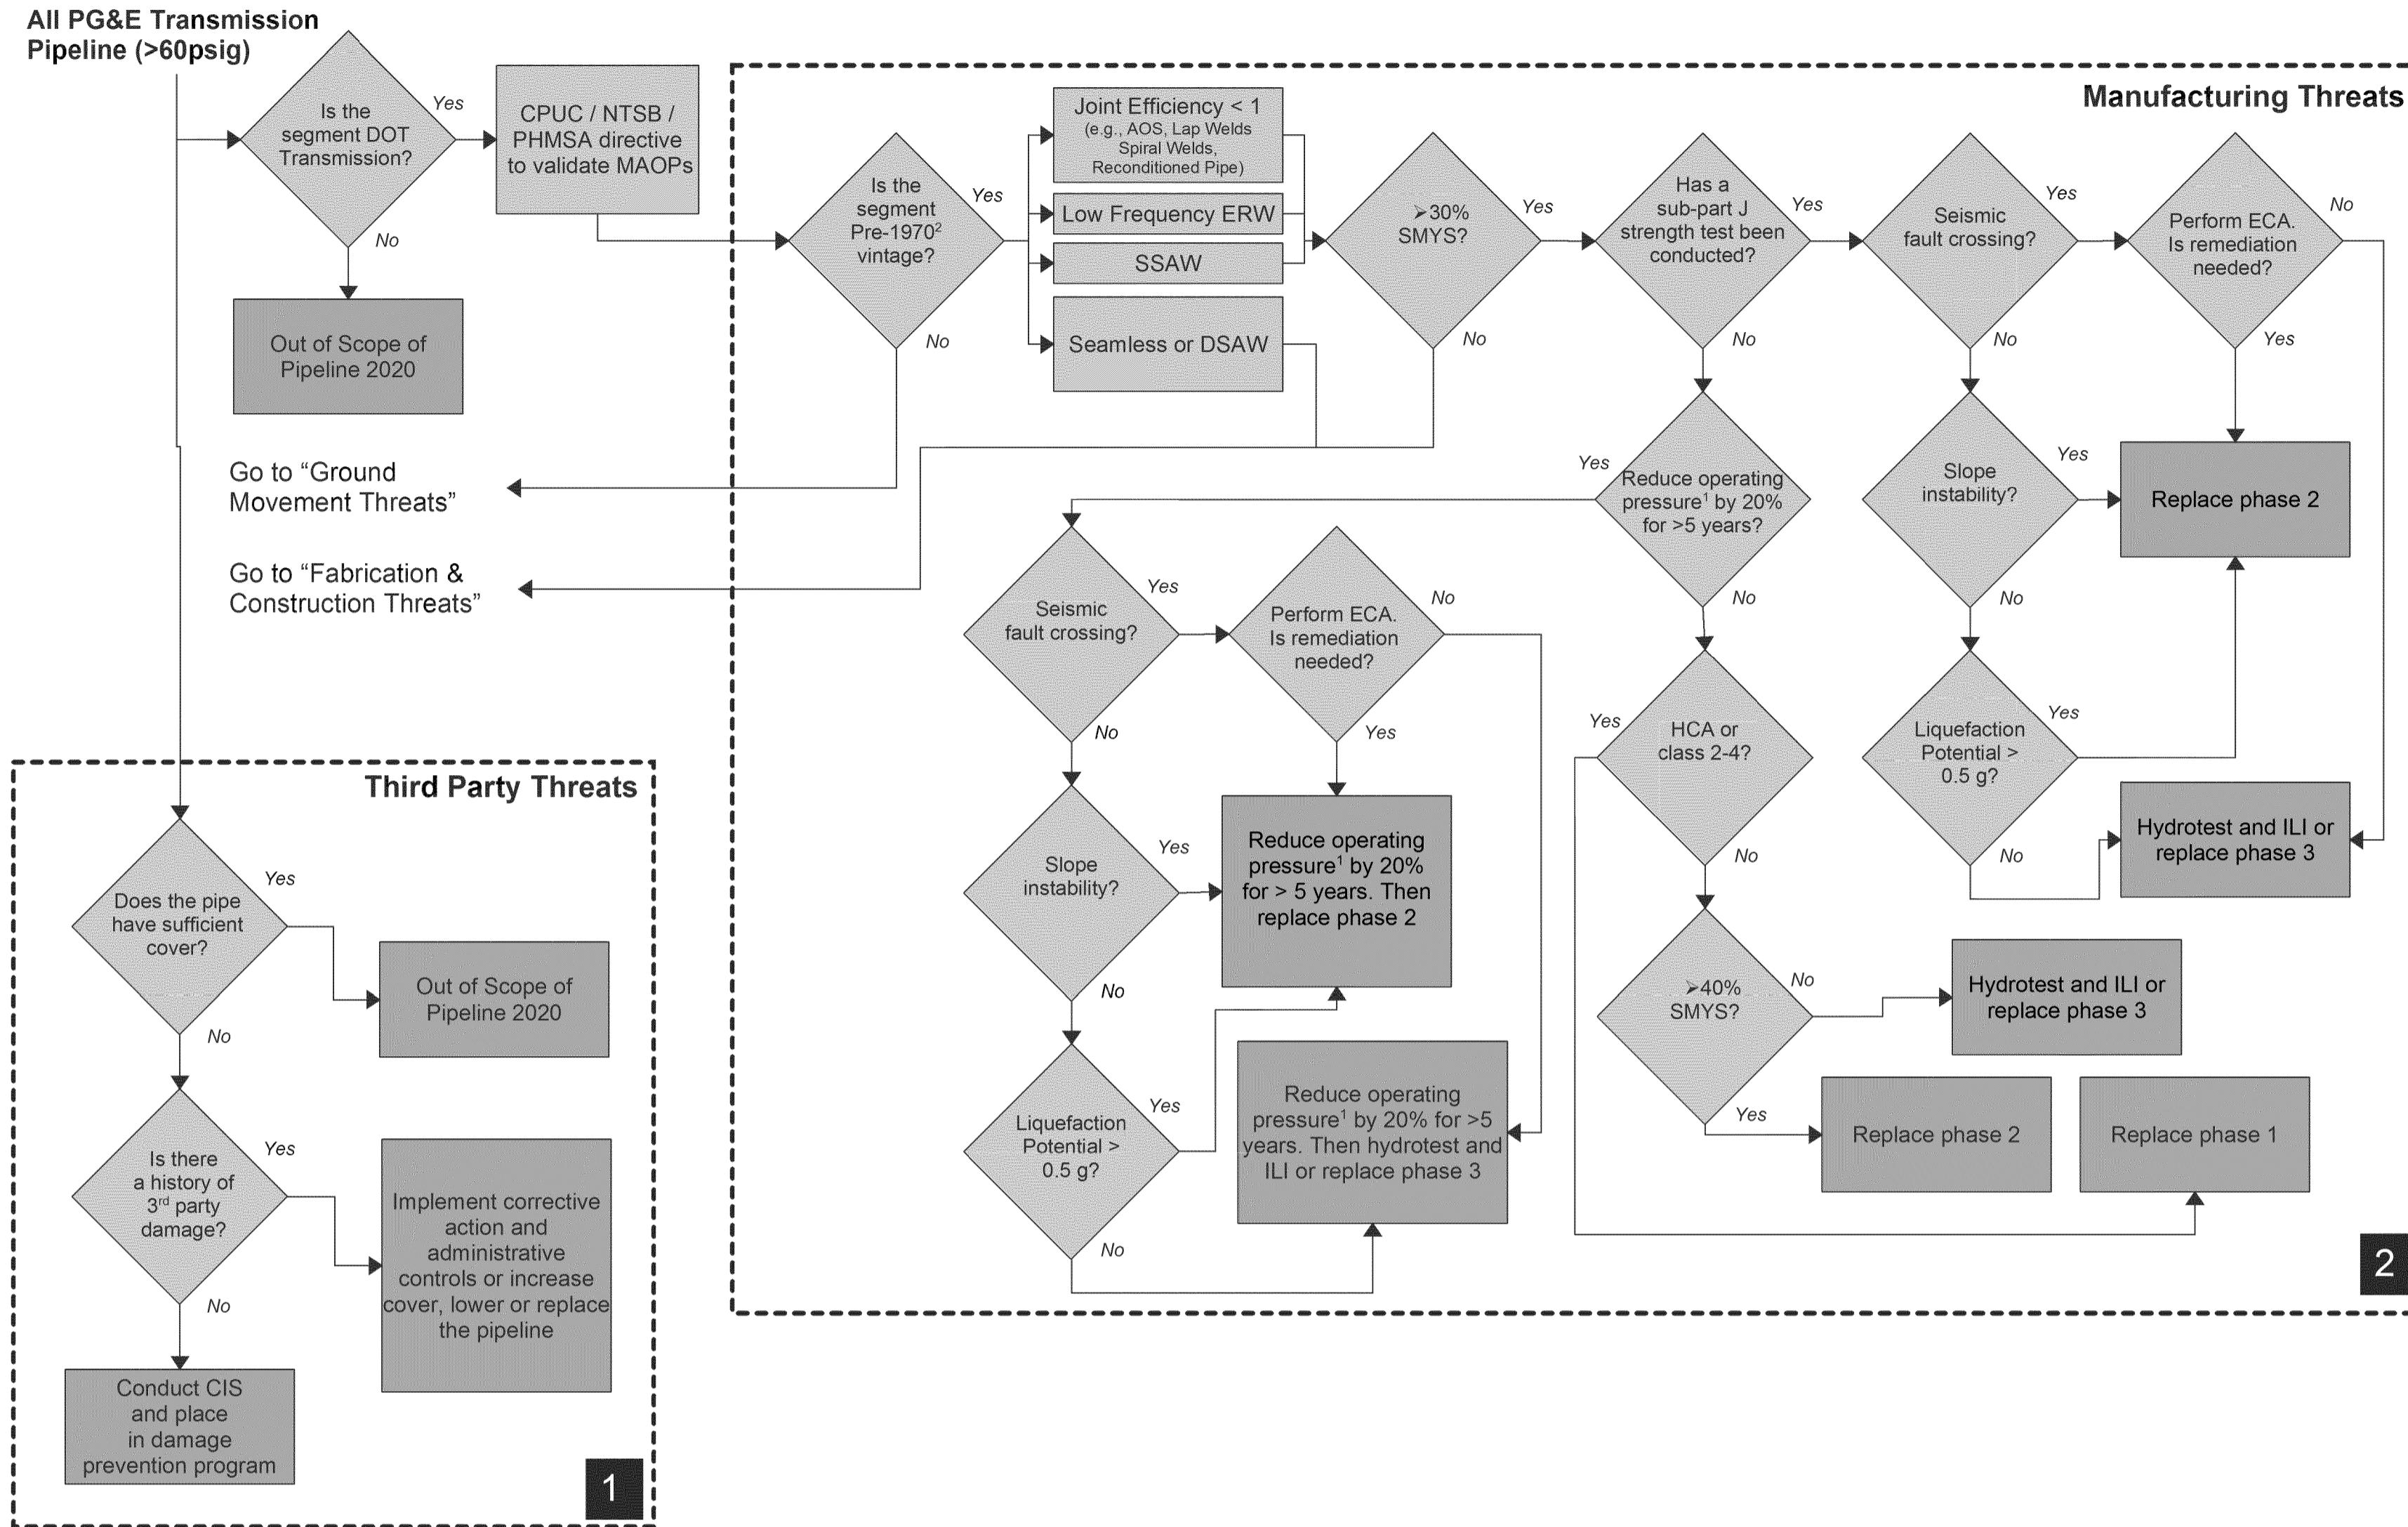 All PG&E Transmission
Pipeline (>60psig)
Is the
segment DOT
Transmission?
Yes
No
CPUC / NTSB /
PHMSA directive
to validate MAOPs
Out of Scope of
Pipeline 2020
Go to “Ground
Movement Threats”
Go to “Fabrication &
Construction Threats”
Manufacturing Threats
Is the
segment
Pre-1970²
vintage?
Yes
No
Joint Efficiency < 1
(e.g., AOS, Lap Welds
Spiral Welds,
Reconditioned Pipe)
Low Frequency ERW
SSAW
Seamless or DSAW
➢30%
SMYS?
Yes
No
Has a
sub-part J
strength test been
conducted?
Yes
No
Seismic
fault crossing?
Yes
No
Perform ECA.
Is remediation
needed?
No
Yes
Reduce operating
pressure¹ by 20%
for >5 years?
Yes
No
Slope
instability?
Yes
No
Replace phase 2
Seismic
fault crossing?
Yes
No
Perform ECA.
Is remediation
needed?
No
Yes
HCA or
class 2-4?
Yes
No
Liquefaction
Potential >
0.5 g?
Yes
No
Hydrotest and ILI or
replace phase 3
Slope
instability?
Yes
No
Reduce operating
pressure¹ by 20%
for > 5 years. Then
replace phase 2
➢40%
SMYS?
No
Yes
Hydrotest and ILI or
replace phase 3
Liquefaction
Potential >
0.5 g?
Yes
No
Reduce operating
pressure¹ by 20% for >5
years. Then hydrotest and
ILI or replace phase 3
Replace phase 2
Replace phase 1
2
Third Party Threats
Does the pipe
have sufficient
cover?
Yes
No
Out of Scope of
Pipeline 2020
Is there
a history of
3rd party
damage?
Yes
No
Implement corrective
action and
administrative
controls or increase
cover, lower or replace
the pipeline
Conduct CIS
and place
in damage
prevention program
1